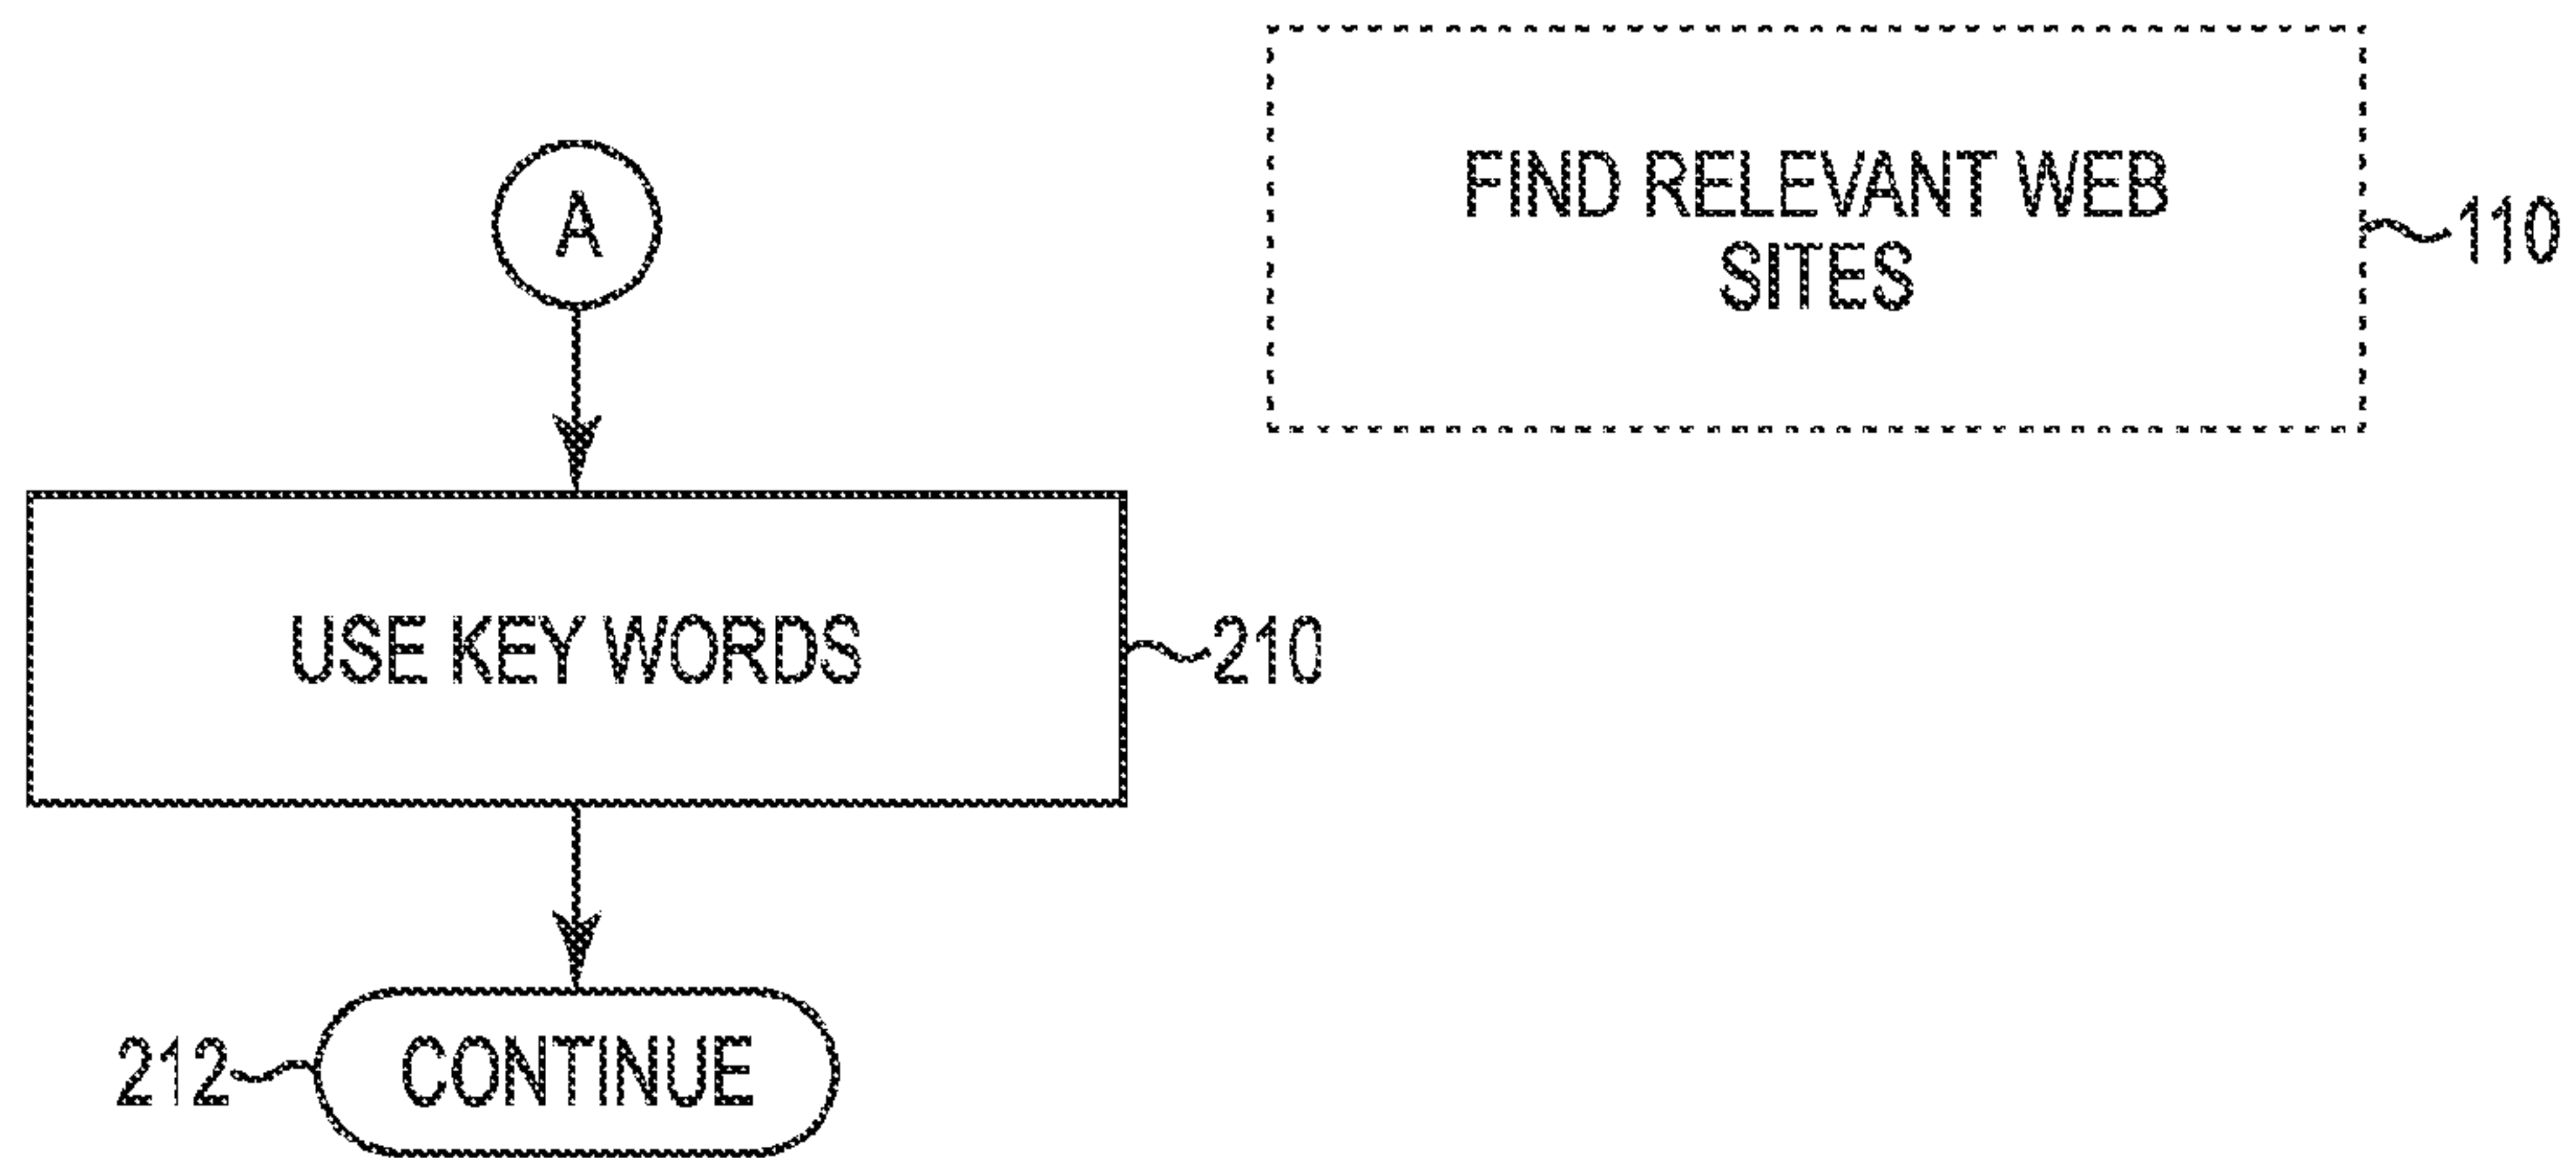 FIND RELEVANT WEB
SITES
110
A
USE KEY WORDS
210
CONTINUE
212